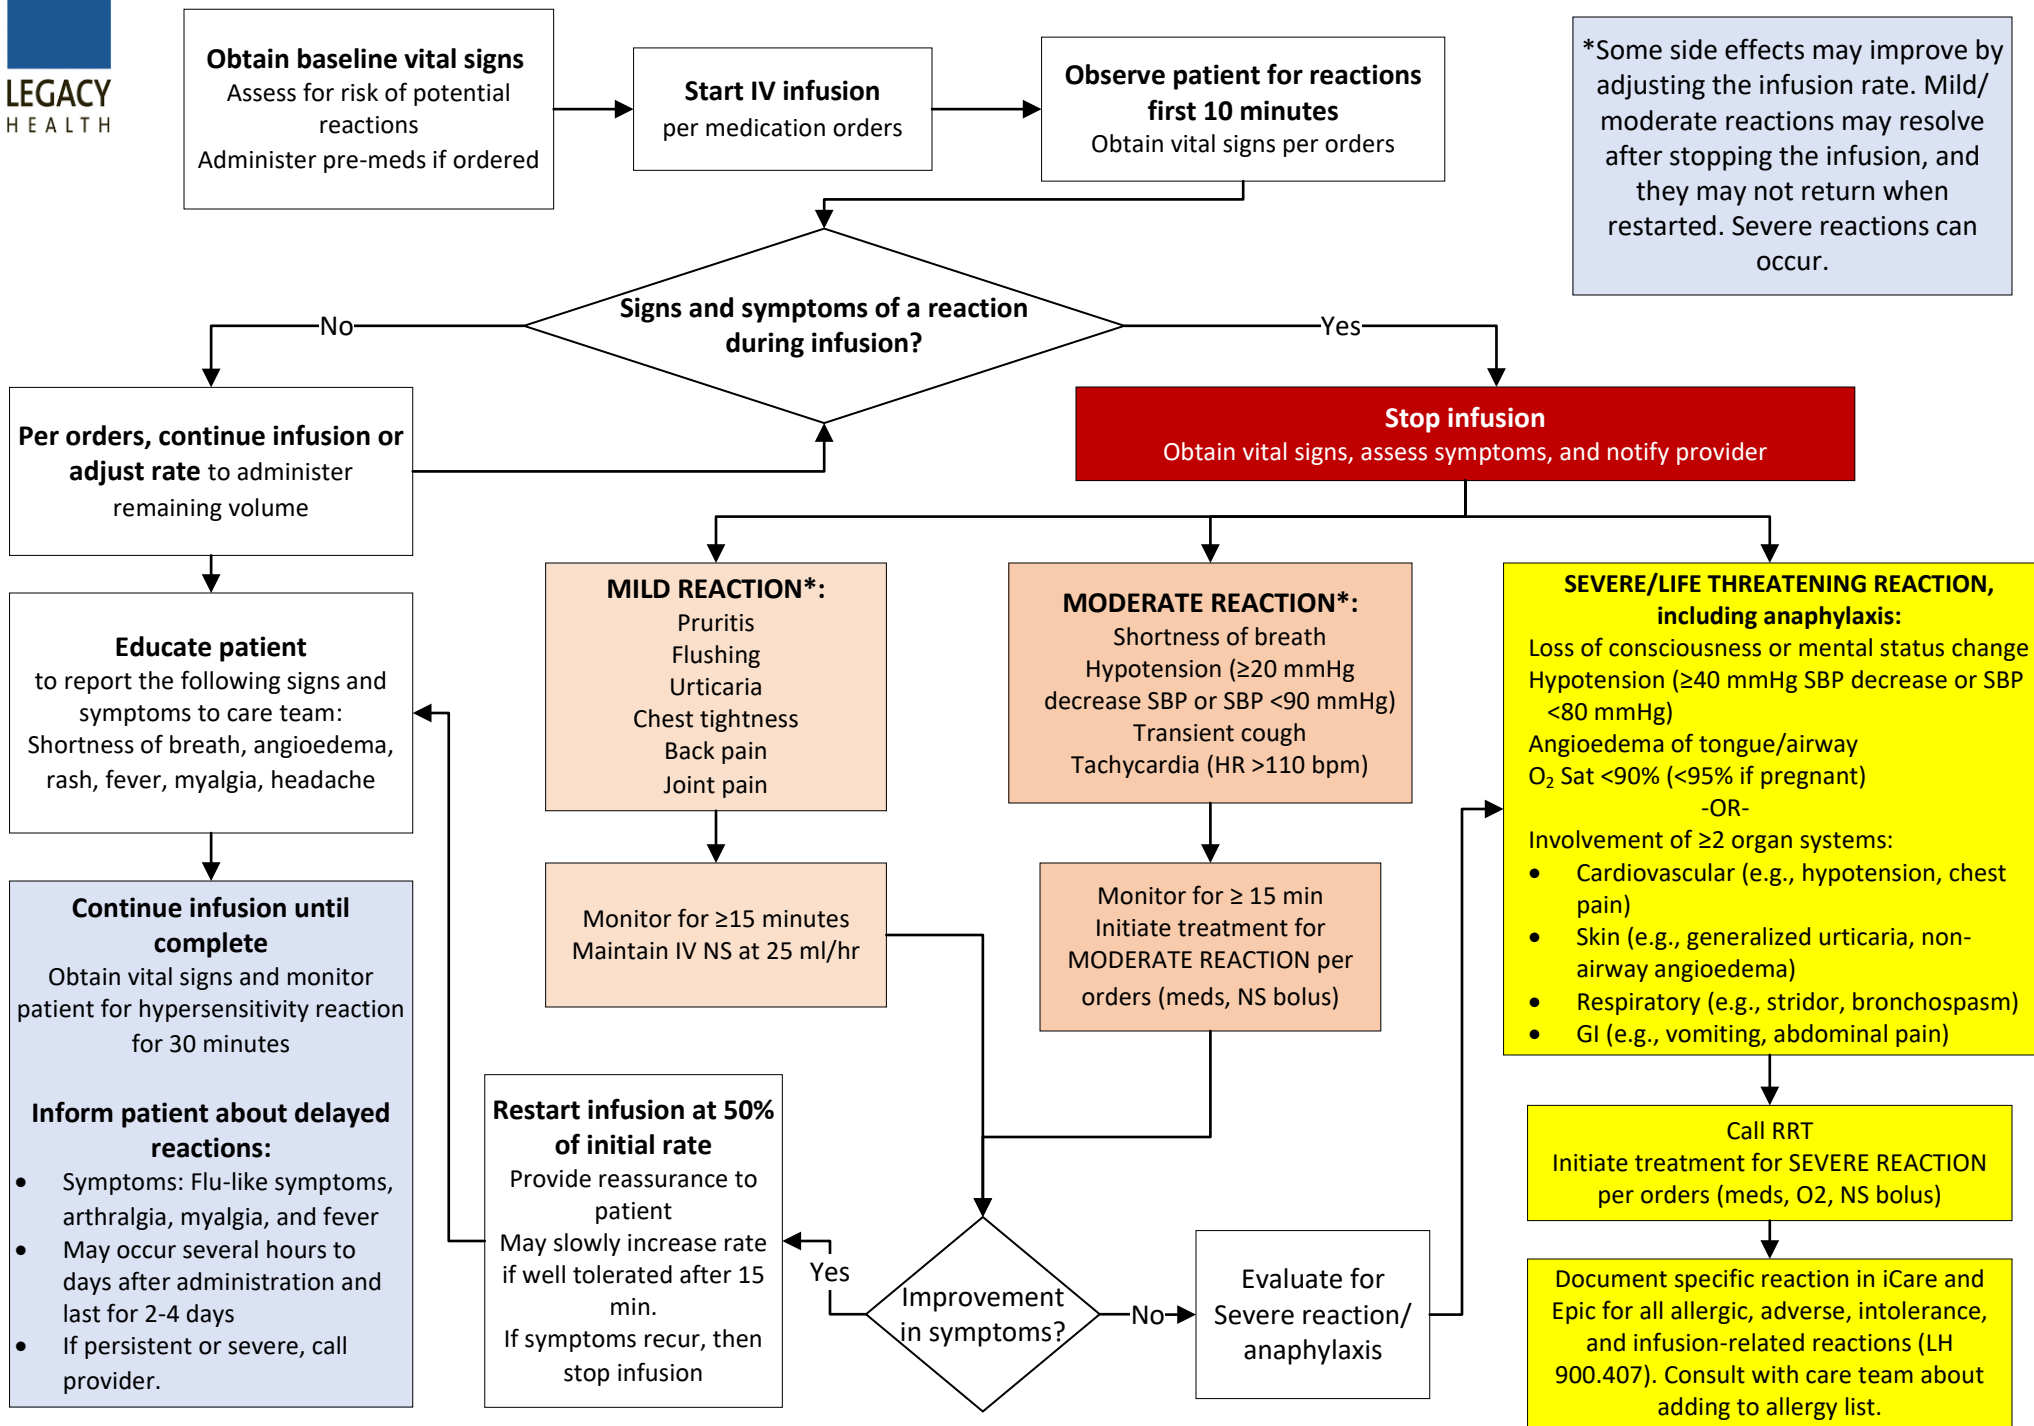 LEGACY
HEALTH
Obtain baseline vital signs
Assess for risk of potential
reactions
Administer pre-meds if ordered
Start IV infusion
per medication orders
Observe patient for reactions
first 10 minutes
Obtain vital signs per orders
*Some side effects may improve by
adjusting the infusion rate. Mild/
moderate reactions may resolve
after stopping the infusion, and
they may not return when
restarted. Severe reactions can
occur.
Signs and symptoms of a reaction
during infusion?
No
Yes
Per orders, continue infusion or
adjust rate to administer
remaining volume
Stop infusion
Obtain vital signs, assess symptoms, and notify provider
Educate patient
to report the following signs and
symptoms to care team:
Shortness of breath, angioedema,
rash, fever, myalgia, headache
MILD REACTION*:
Pruritis
Flushing
Urticaria
Chest tightness
Back pain
Joint pain
MODERATE REACTION*:
Shortness of breath
Hypotension (≥20 mmHg
decrease SBP or SBP <90 mmHg)
Transient cough
Tachycardia (HR >110 bpm)
SEVERE/LIFE THREATENING REACTION,
including anaphylaxis:
Loss of consciousness or mental status change
Hypotension (≥40 mmHg SBP decrease or SBP
<80 mmHg)
Angioedema of tongue/airway
O₂ Sat <90% (<95% if pregnant)
-OR-
Involvement of ≥2 organ systems:
• Cardiovascular (e.g., hypotension, chest
pain)
• Skin (e.g., generalized urticaria, non-
airway angioedema)
• Respiratory (e.g., stridor, bronchospasm)
• GI (e.g., vomiting, abdominal pain)
Continue infusion until
complete
Obtain vital signs and monitor
patient for hypersensitivity reaction
for 30 minutes
Inform patient about delayed
reactions:
• Symptoms: Flu-like symptoms,
arthralgia, myalgia, and fever
• May occur several hours to
days after administration and
last for 2-4 days
• If persistent or severe, call
provider.
Monitor for ≥15 minutes
Maintain IV NS at 25 ml/hr
Monitor for ≥ 15 min
Initiate treatment for
MODERATE REACTION per
orders (meds, NS bolus)
Restart infusion at 50%
of initial rate
Provide reassurance to
patient
May slowly increase rate
if well tolerated after 15
min.
If symptoms recur, then
stop infusion
Yes
Improvement
in symptoms?
No
Evaluate for
Severe reaction/
anaphylaxis
Call RRT
Initiate treatment for SEVERE REACTION
per orders (meds, O2, NS bolus)
Document specific reaction in iCare and
Epic for all allergic, adverse, intolerance,
and infusion-related reactions (LH
900.407). Consult with care team about
adding to allergy list.